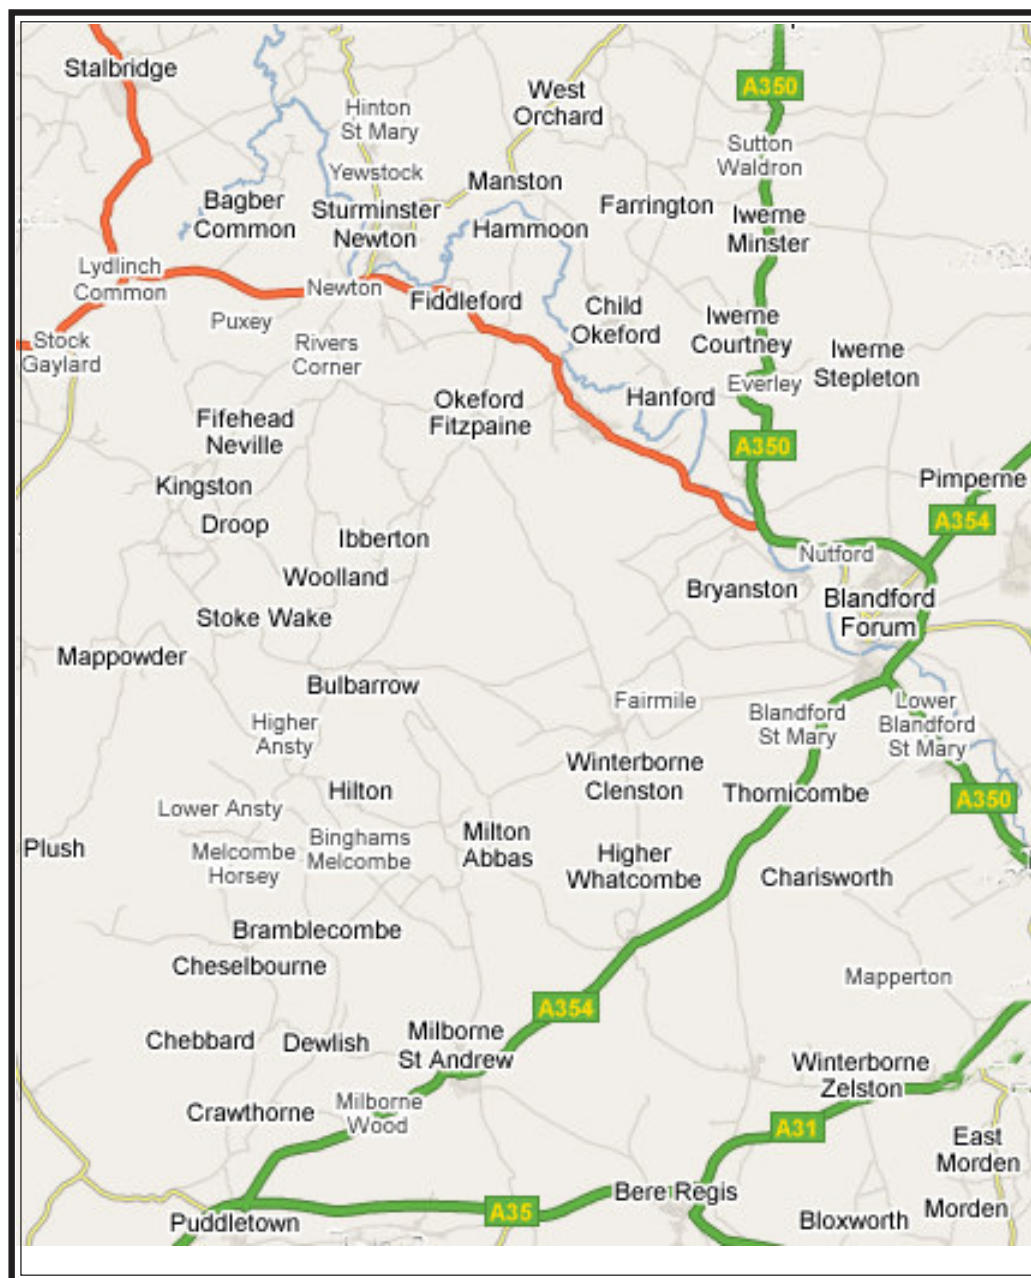 Stalbridge
A350
West
Orchard
Hinton
St Mary
Sutton
Waldron
Yewstock
Manston
Bagber
Common
Sturminster
Newton
Farrington
Iwerne
Minster
Hammoon
Lydlinch
Common
Newton
Fiddleford
Child
Okeford
Puxey
Iwerne
Courtney
Stock
Gaylard
Rivers
Corner
Iwerne
Stepleton
Everley
Hanford
Okeford
Fitzpaine
Fifehead
Neville
A350
Pimperne
Kingston
A354
Droop
Ibberton
Nutford
Woolland
Bryanston
Blandford
Forum
Stoke Wake
Mappowder
Bulbarrow
Fairmile
Blandford
St Mary
Lower
Blandford
St Mary
Higher
Ansty
Winterborne
Clenston
Hilton
Thornicombe
A350
Lower Ansty
Plush
Melcombe
Horsey
Binghams
Melcombe
Milton
Abbas
Higher
Whatcombe
Charisworth
Bramblecombe
Cheselbourne
Mapperton
A354
Chebbard
Dewlish
Milborne
St Andrew
Winterborne
Zelston
Crawthorne
Milborne
Wood
A31
East
Morden
Bere Regis
A35
Puddletown
Bloxworth
Morden